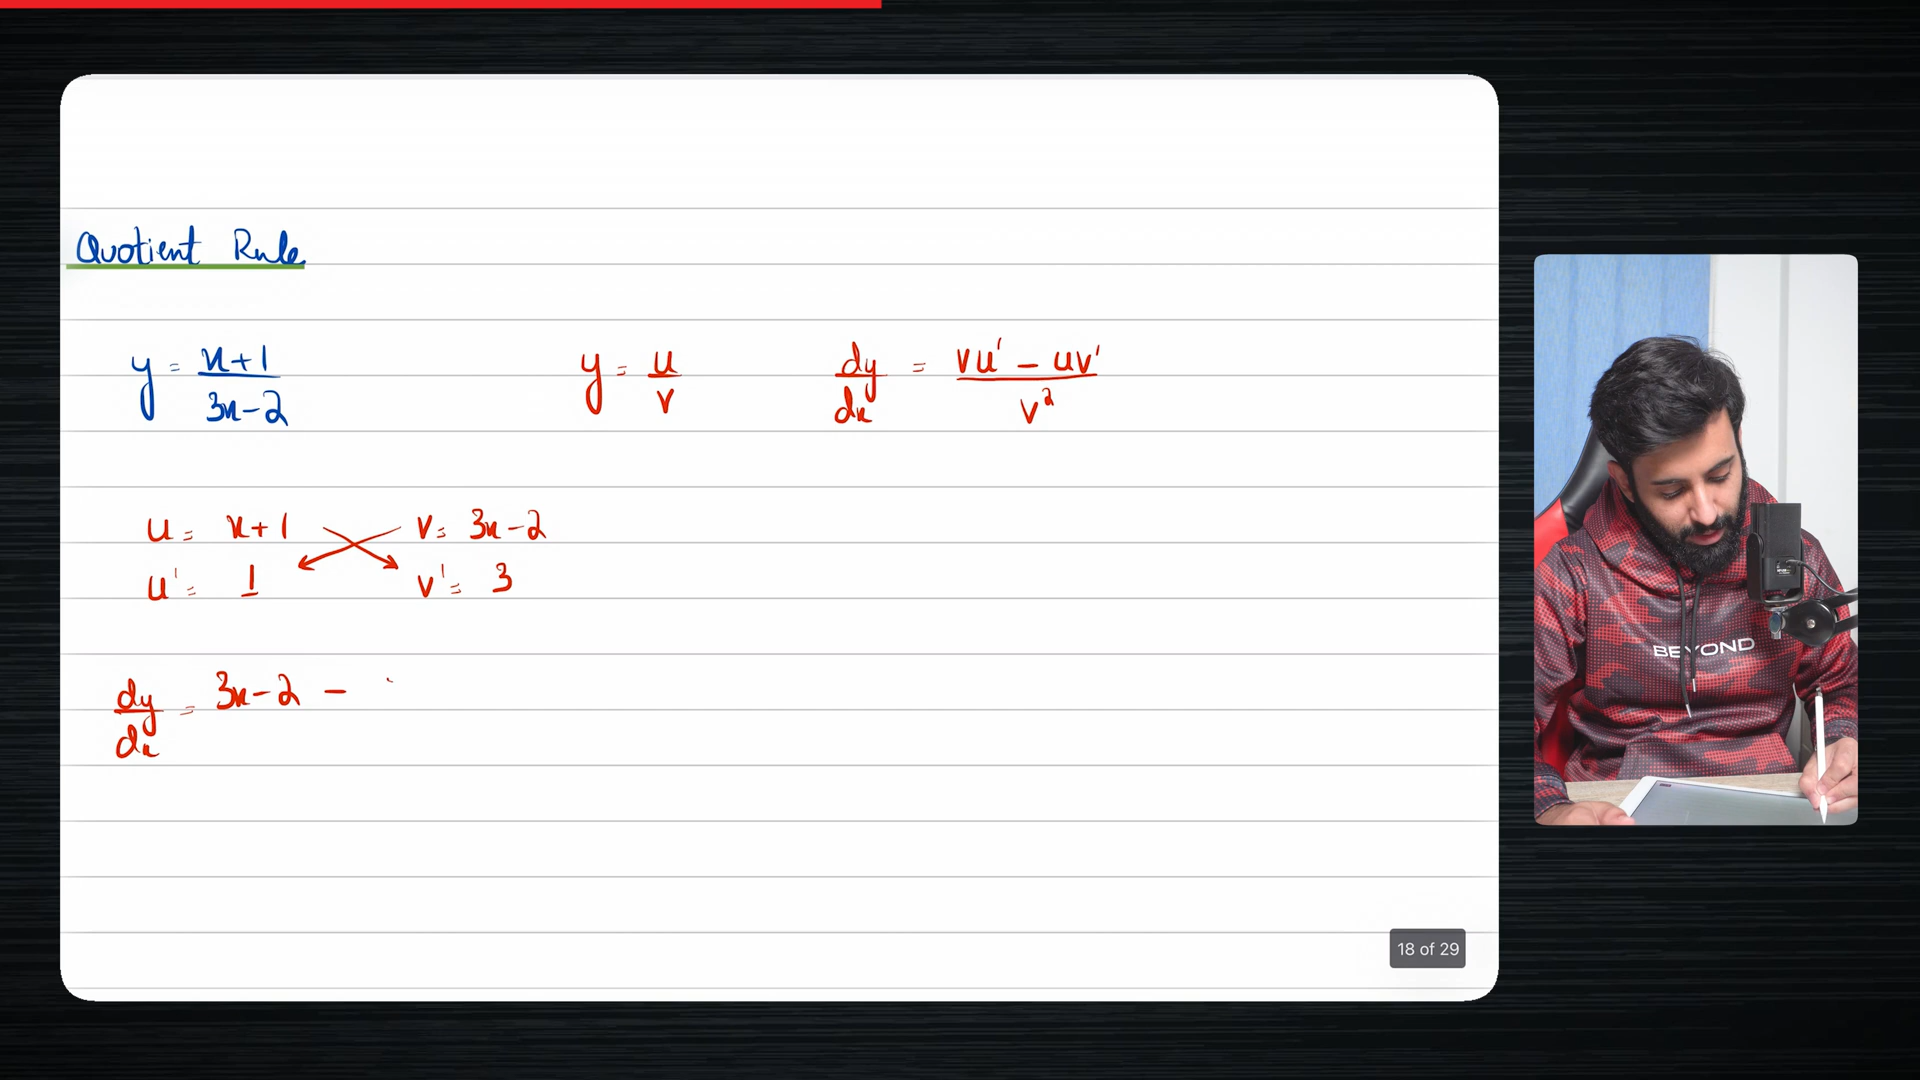 Quotient Rule
y = x+1 / 3x-2
y = u / v
dy/dx = vu' - uv' / v²
u = x+1
v = 3x-2
u' = 1
v' = 3
dy/dx = 3x-2 -
BEYOND
18 of 29